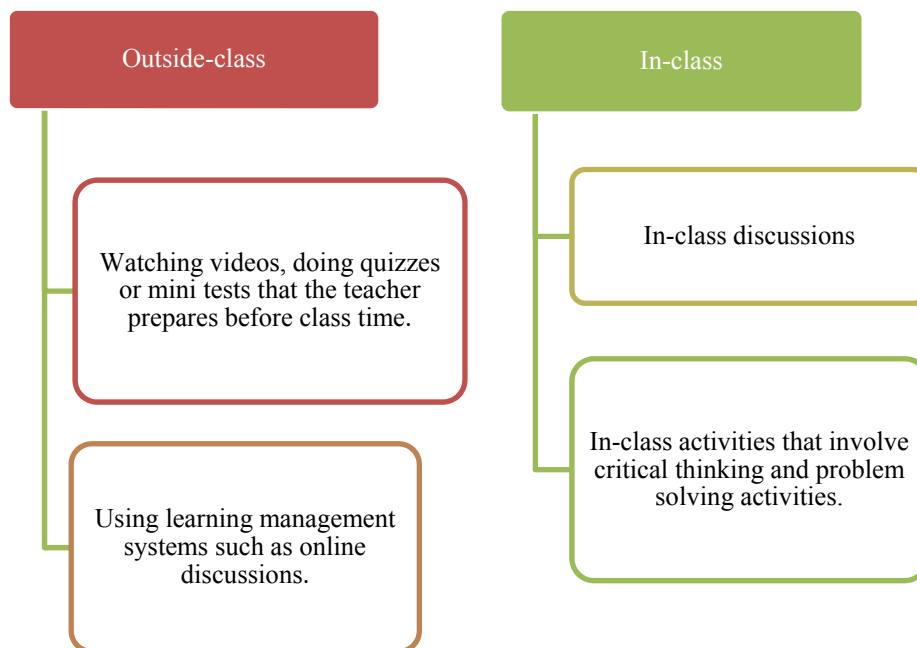 Outside-class
Watching videos, doing quizzes
or mini tests that the teacher
prepares before class time.
Using learning management
systems such as online
discussions.
In-class
In-class discussions
In-class activities that involve
critical thinking and problem
solving activities.